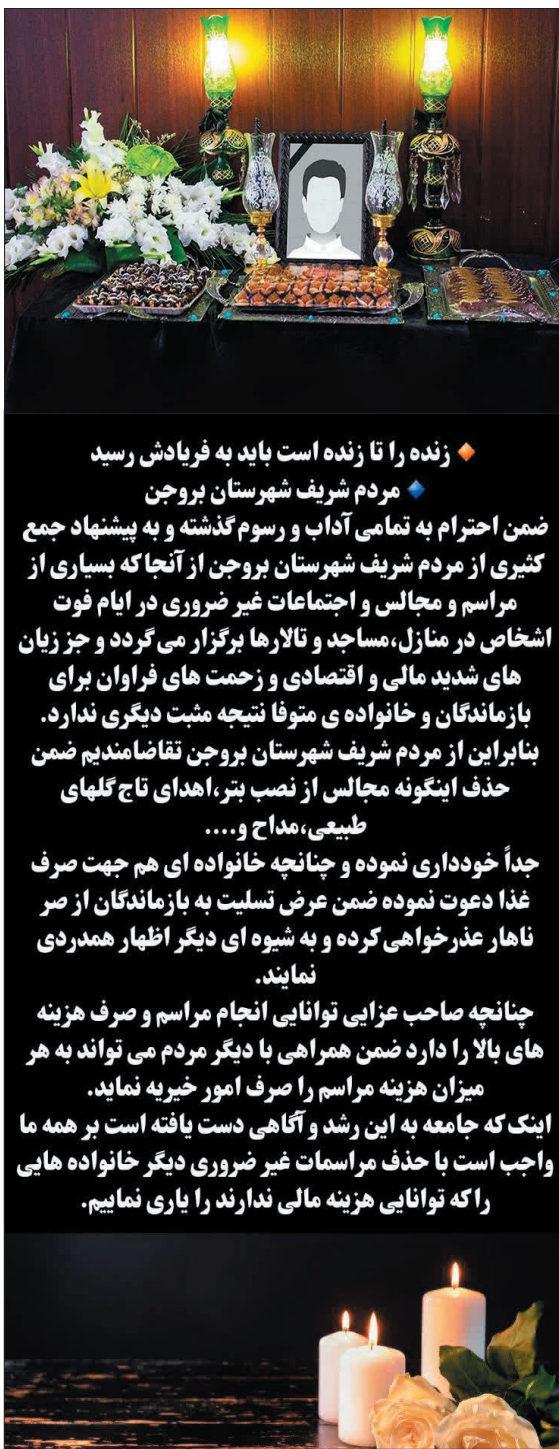 🔸 زنده را تا زنده است باید به فریادش رسید
🔹 مردم شریف شهرستان بروجن
ضمن احترام به تمامی آداب و رسوم گذشته و به پیشنهاد جمع
کثیری از مردم شریف شهرستان بروجن از آنجا که بسیاری از
مراسم و مجالس و اجتماعات غیر ضروری در ایام فوت
اشخاص در منازل،مساجد و تالارها برگزار می گردد و جز زیان
های شدید مالی و اقتصادی و زحمت های فراوان برای
بازماندگان و خانواده ی متوفا نتیجه مثبت دیگری ندارد.
بنابراین از مردم شریف شهرستان بروجن تقاضامندیم ضمن
حذف اینگونه مجالس از نصب بتر،اهدای تاج گلهای
طبیعی،مداح و....
جداً خودداری نموده و چنانچه خانواده ای هم جهت صرف
غذا دعوت نموده ضمن عرض تسلیت به بازماندگان از صر
ناهار عذرخواهی کرده و به شیوه ای دیگر اظهار همدردی
نمایند.
چنانچه صاحب عزایی توانایی انجام مراسم و صرف هزینه
های بالا را دارد ضمن همراهی با دیگر مردم می تواند به هر
میزان هزینه مراسم را صرف امور خیریه نماید.
اینک که جامعه به این رشد و آگاهی دست یافته است بر همه ما
واجب است با حذف مراسمات غیر ضروری دیگر خانواده هایی
را که توانایی هزینه مالی ندارند را یاری نماییم.